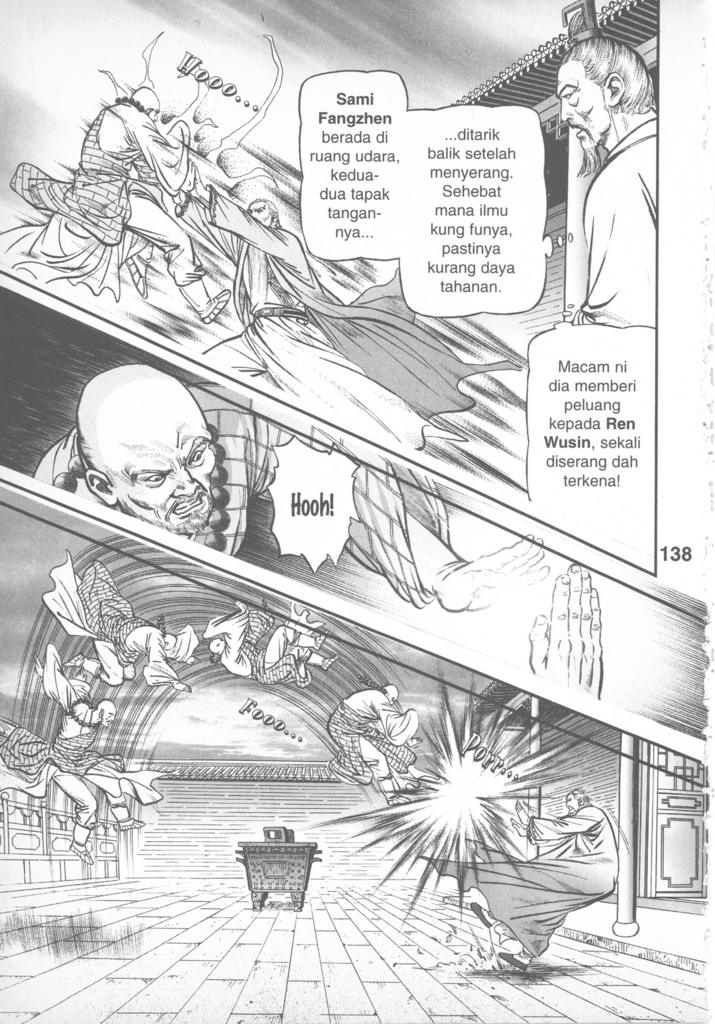 Hooo...
Sami
Fangzhen
berada di
ruang udara,
kedua-
dua tapak
tangan-
nya...
...ditarik
balik setelah
menyerang.
Sehebat
mana ilmu
kung funya,
pastinya
kurang daya
tahanan.
Macam ni
dia memberi
peluang
kepada Ren
Wusin, sekali
diserang dah
terkena!
Hooh!
138
Fooo...
Porr...